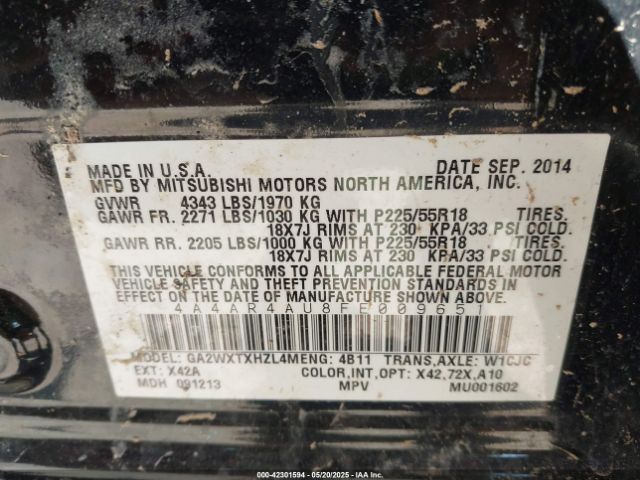 MADE IN U.S.A. DATE SEP. 2014
MFD BY MITSUBISHI MOTORS NORTH AMERICA, INC.
GVWR 4343 LBS/1970 KG
GAWR FR. 2271 LBS/1030 KG WITH P225/55R18 TIRES.
18X7J RIMS AT 230 KPA/33 PSI COLD.
GAWR RR. 2205 LBS/1000 KG WITH P225/55R18 TIRES.
18X7J RIMS AT 230 KPA/33 PSI COLD.
THIS VEHICLE CONFORMS TO ALL APPLICABLE FEDERAL MOTOR
VEHICLE SAFETY AND THEFT PREVENTION STANDARDS IN
EFFECT ON THE DATE OF MANUFACTURE SHOWN ABOVE.
4A4AR4AU8FE009651
MODEL: GA2WXTXHZL4MENG: 4B11 TRANS,AXLE: W1CJC
EXT: X42A COLOR,INT,OPT: X42,72X,A10
MDH 091213 MPV MU001602
00-42301594 - 05/20/2025 - IAA Inc.